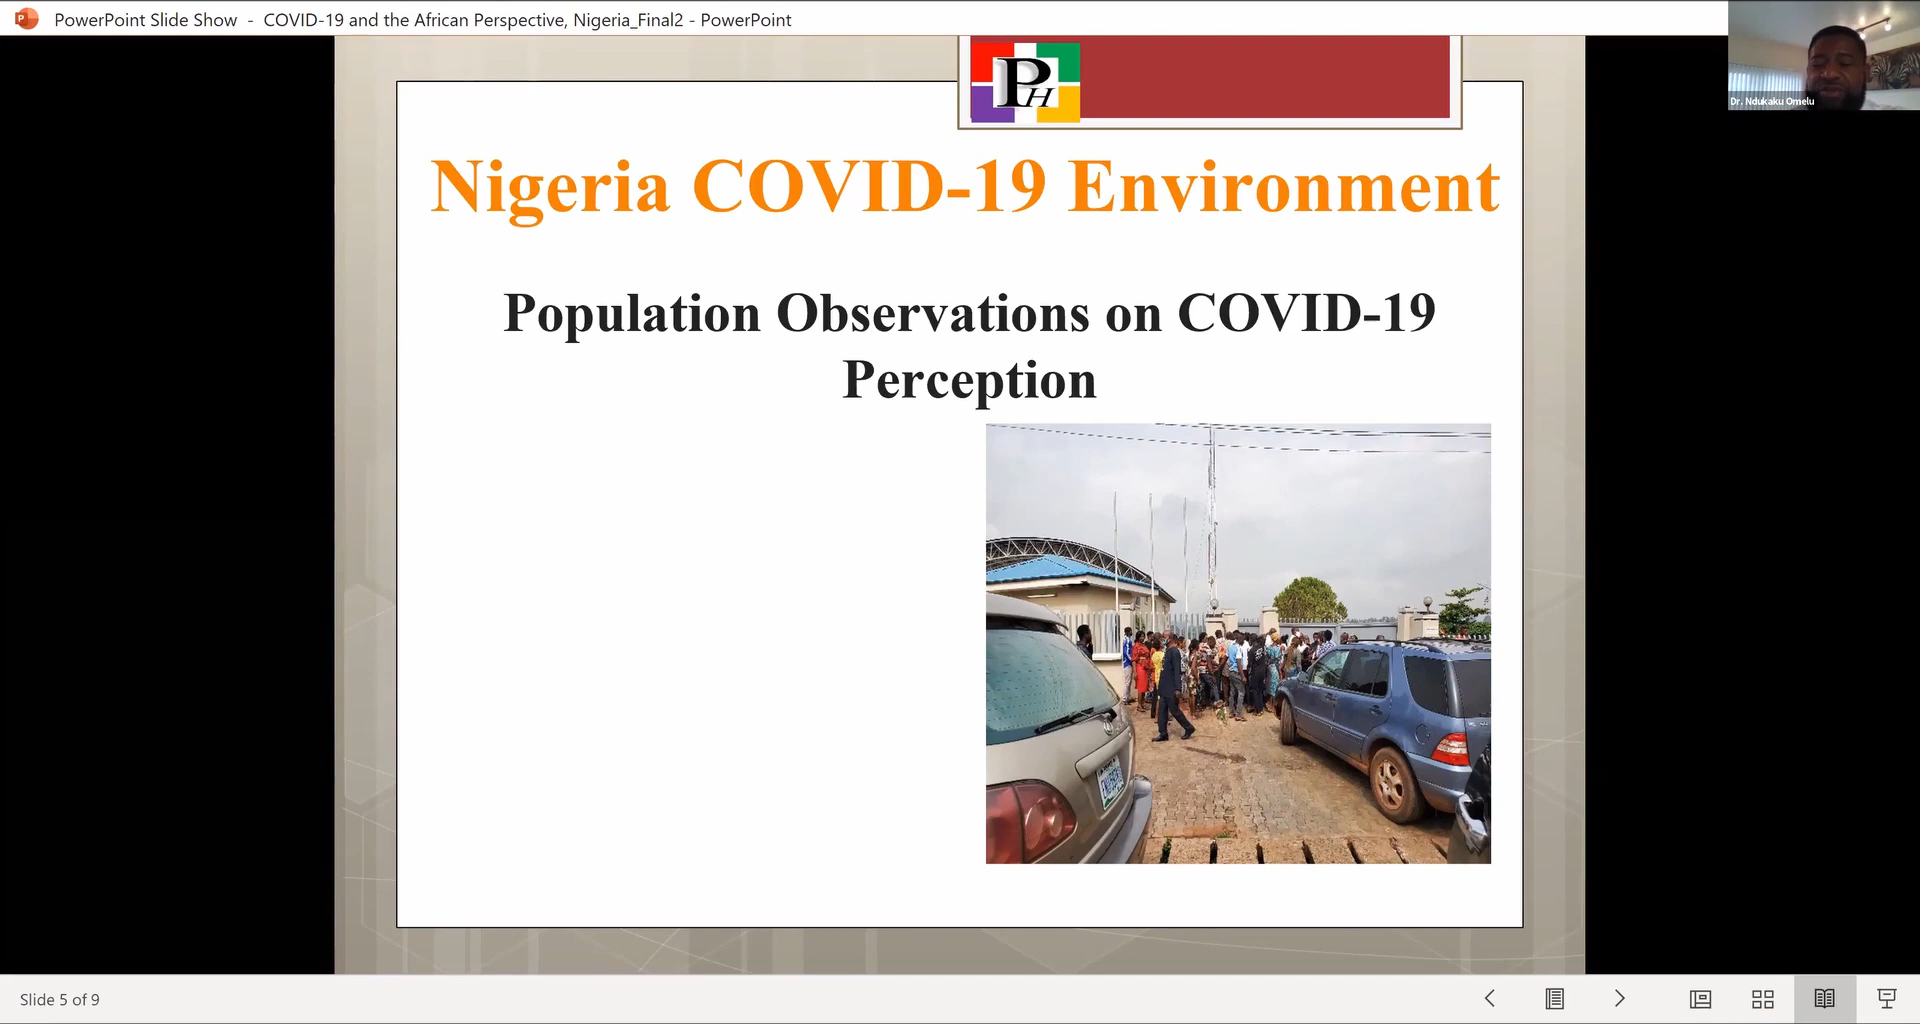 PowerPoint Slide Show - COVID-19 and the African Perspective, Nigeria_Final2 - PowerPoint
Dr. Ndukaku Omelu
PH
Nigeria COVID-19 Environment
Population Observations on COVID-19
Perception
Slide 5 of 9